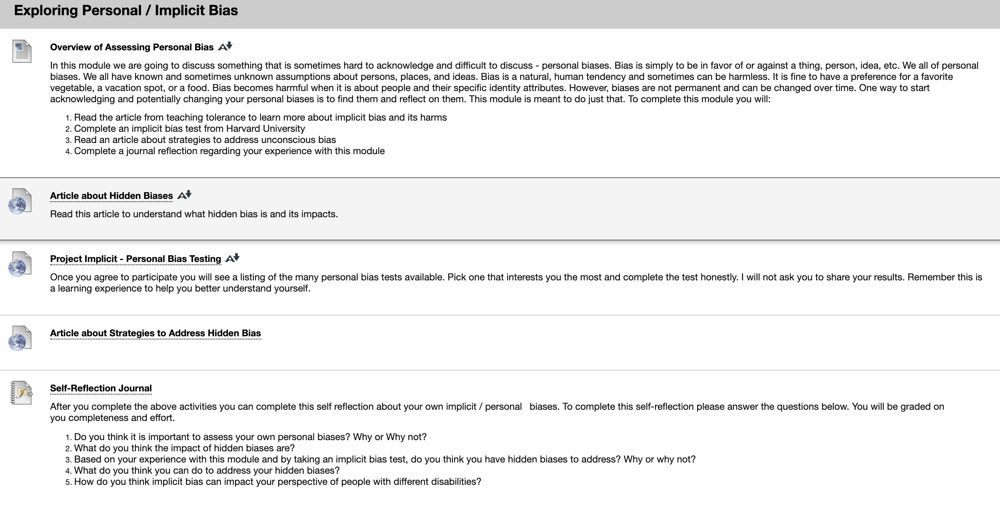 Exploring Personal / Implicit Bias
Overview of Assessing Personal Bias
In this module we are going to discuss something that is sometimes hard to acknowledge and difficult to discuss - personal biases. Bias is simply to be in favor of or against a thing, person, idea, etc. We all of personal
biases. We all have known and sometimes unknown assumptions about persons, places, and ideas. Bias is a natural, human tendency and sometimes can be harmless. It is fine to have a preference for a favorite
vegetable, a vacation spot, or a food. Bias becomes harmful when it is about people and their specific identity attributes. However, biases are not permanent and can be changed over time. One way to start
acknowledging and potentially changing your personal biases is to find them and reflect on them. This module is meant to do just that. To complete this module you will:
1. Read the article from teaching tolerance to learn more about implicit bias and its harms
2. Complete an implicit bias test from Harvard University
3. Read an article about strategies to address unconscious bias
4. Complete a journal reflection regarding your experience with this module
Article about Hidden Biases
Read this article to understand what hidden bias is and its impacts.
Project Implicit - Personal Bias Testing
Once you agree to participate you will see a listing of the many personal bias tests available. Pick one that interests you the most and complete the test honestly. I will not ask you to share your results. Remember this is
a learning experience to help you better understand yourself.
Article about Strategies to Address Hidden Bias
Self-Reflection Journal
After you complete the above activities you can complete this self reflection about your own implicit / personal   biases. To complete this self-reflection please answer the questions below. You will be graded on
you completeness and effort.
1. Do you think it is important to assess your own personal biases? Why or Why not?
2. What do you think the impact of hidden biases are?
3. Based on your experience with this module and by taking an implicit bias test, do you think you have hidden biases to address? Why or why not?
4. What do you think you can do to address your hidden biases?
5. How do you think implicit bias can impact your perspective of people with different disabilities?